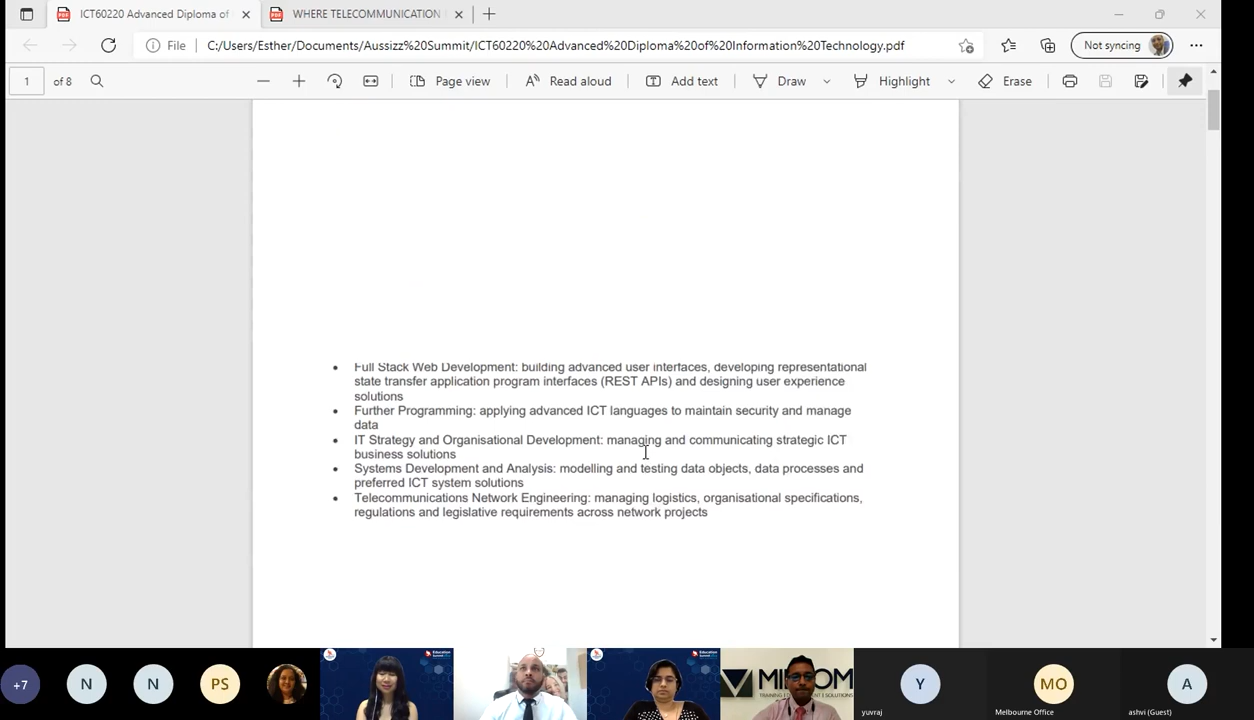 ICT60220 Advanced Diploma of
WHERE TELECOMMUNICATION
File
C:/Users/Esther/Documents/Aussizz%20Summit/ICT60220%20Advanced%20Diploma%20of%20Information%20Technology.pdf
Not syncing
1 of 8
Page view
Read aloud
Add text
Draw
Highlight
Erase
Full Stack Web Development: building advanced user interfaces, developing representational
state transfer application program interfaces (REST APIs) and designing user experience
solutions
Further Programming: applying advanced ICT languages to maintain security and manage
data
IT Strategy and Organisational Development: managing and communicating strategic ICT
business solutions
Systems Development and Analysis: modelling and testing data objects, data processes and
preferred ICT system solutions
Telecommunications Network Engineering: managing logistics, organisational specifications,
regulations and legislative requirements across network projects
+7
N
N
PS
Education
Education
Y
yuvraj
MO
Melbourne Office
A
ashvi (Guest)